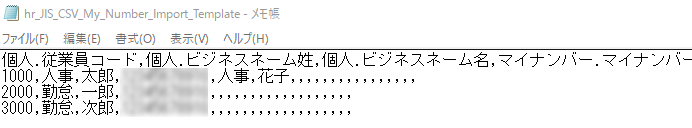 hr_JIS_CSV_My_Number_Import_Template - メモ帳
ファイル(F) 編集(E) 書式(O) 表示(V) ヘルプ(H)
個人.従業員コード,個人.ビジネスネーム姓,個人.ビジネスネーム名,マイナンバー.マイナンバー
1000,人事,太郎, ,人事,花子,,,,,,,,,,,,,,,,
2000,勤怠,一郎, ,,,,,,,,,,,,,,,,,,
3000,勤怠,次郎, ,,,,,,,,,,,,,,,,,,